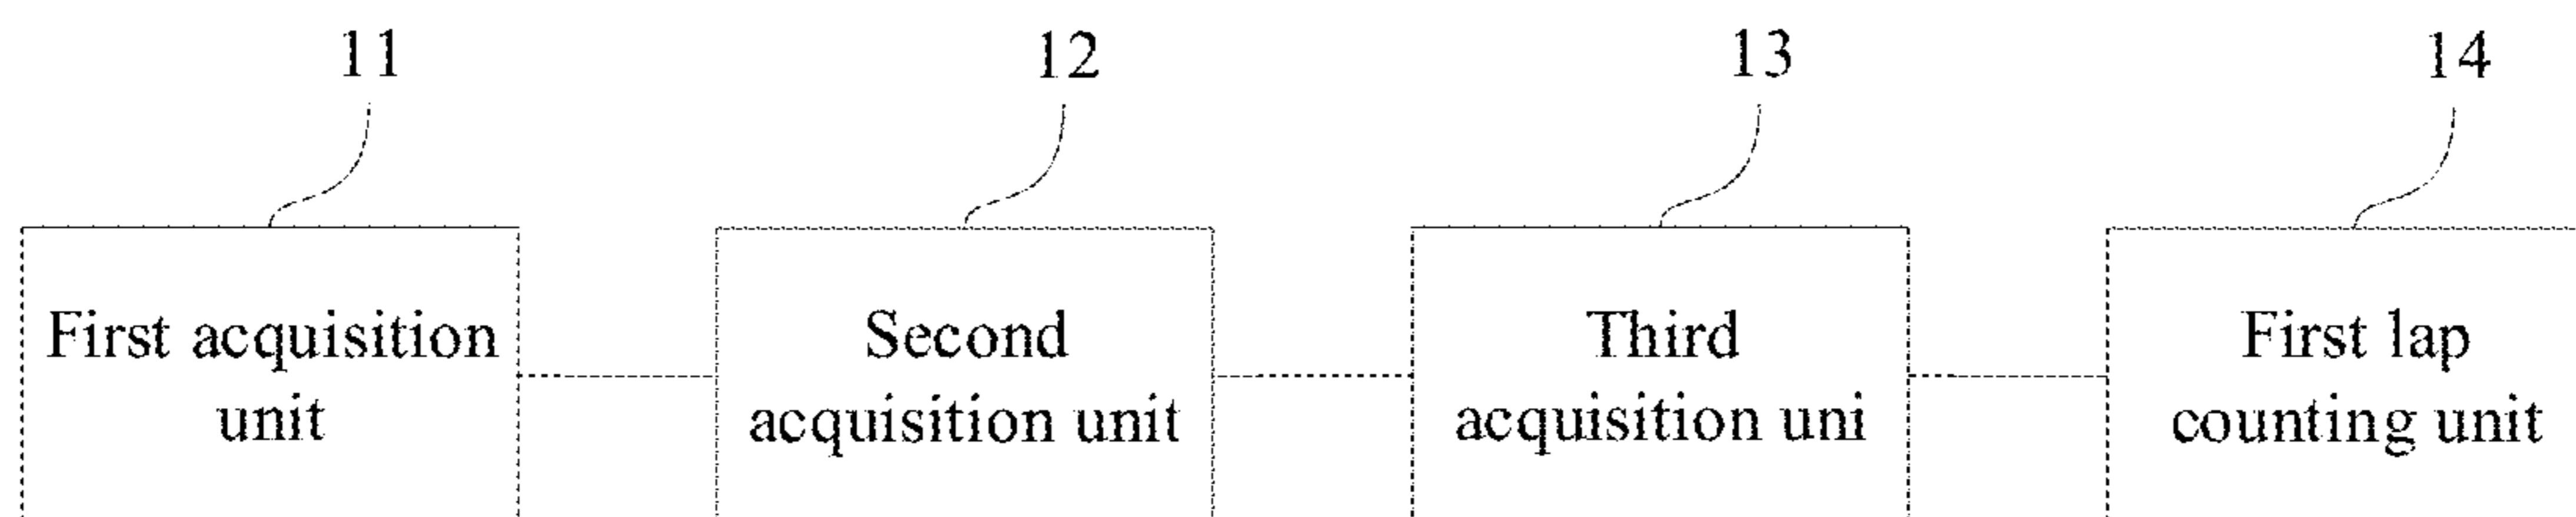 11
12
13
14
First acquisition
unit
Second
acquisition unit
Third
acquisition uni
First lap
counting unit